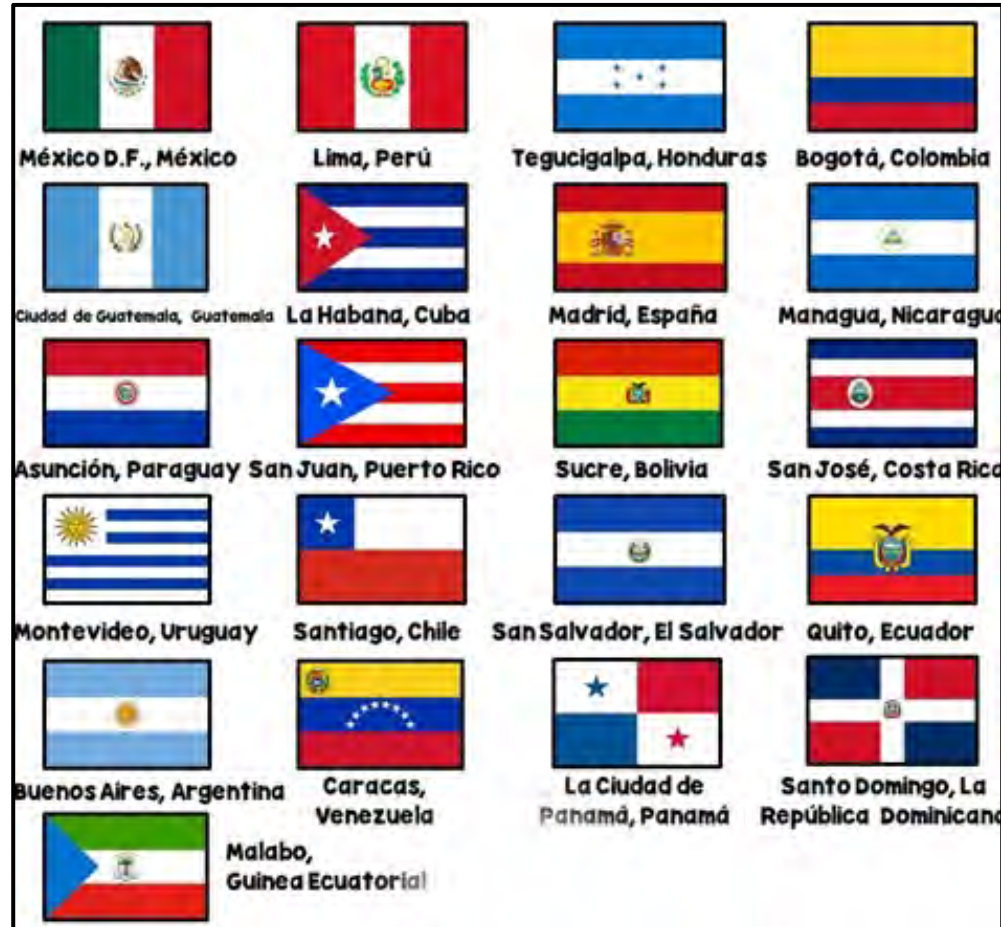 México D.F., México
Lima, Perú
Tegucigalpa, Honduras
Bogotá, Colombia
Ciudad de Guatemala, Guatemala
La Habana, Cuba
Madrid, España
Managua, Nicaragua
Asunción, Paraguay
San Juan, Puerto Rico
Sucre, Bolivia
San José, Costa Rica
Montevideo, Uruguay
Santiago, Chile
San Salvador, El Salvador
Quito, Ecuador
Buenos Aires, Argentina
Caracas,
Venezuela
La Ciudad de
Panamá, Panamá
Santo Domingo, La
República Dominicana
Malabo,
Guinea Ecuatorial